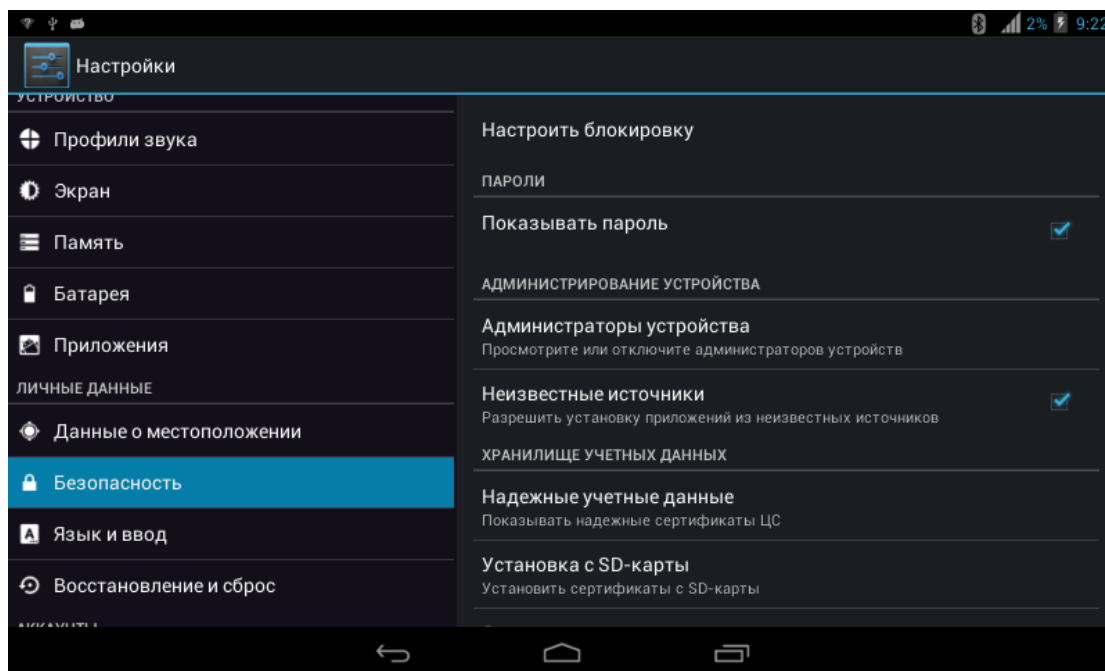 2% 9:22
Настройки
УСТРОЙСТВО
Профили звука
Экран
Память
Батарея
Приложения
ЛИЧНЫЕ ДАННЫЕ
Данные о местоположении
Безопасность
Язык и ввод
Восстановление и сброс
АККАУНТЫ
Настроить блокировку
ПАРОЛИ
Показывать пароль
АДМИНИСТРИРОВАНИЕ УСТРОЙСТВА
Администраторы устройства
Просмотрите или отключите администраторов устройств
Неизвестные источники
Разрешить установку приложений из неизвестных источников
ХРАНИЛИЩЕ УЧЕТНЫХ ДАННЫХ
Надежные учетные данные
Показывать надежные сертификаты ЦС
Установка с SD-карты
Установить сертификаты с SD-карты